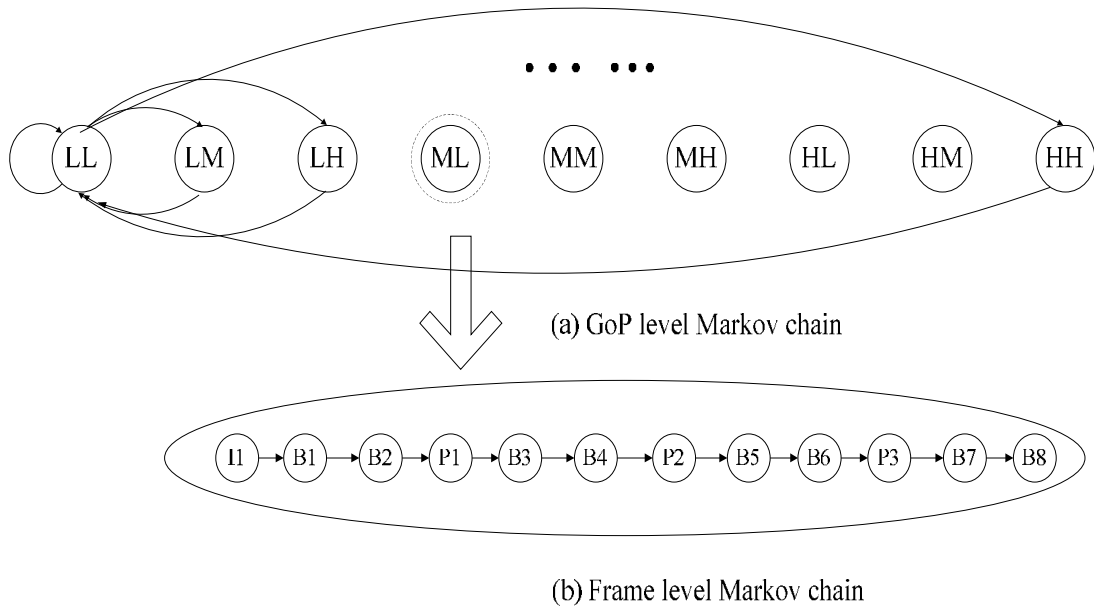 LL LM LH ML MM MH HL HM HH
(a) GoP level Markov chain
I1 B1 B2 P1 B3 B4 P2 B5 B6 P3 B7 B8
(b) Frame level Markov chain